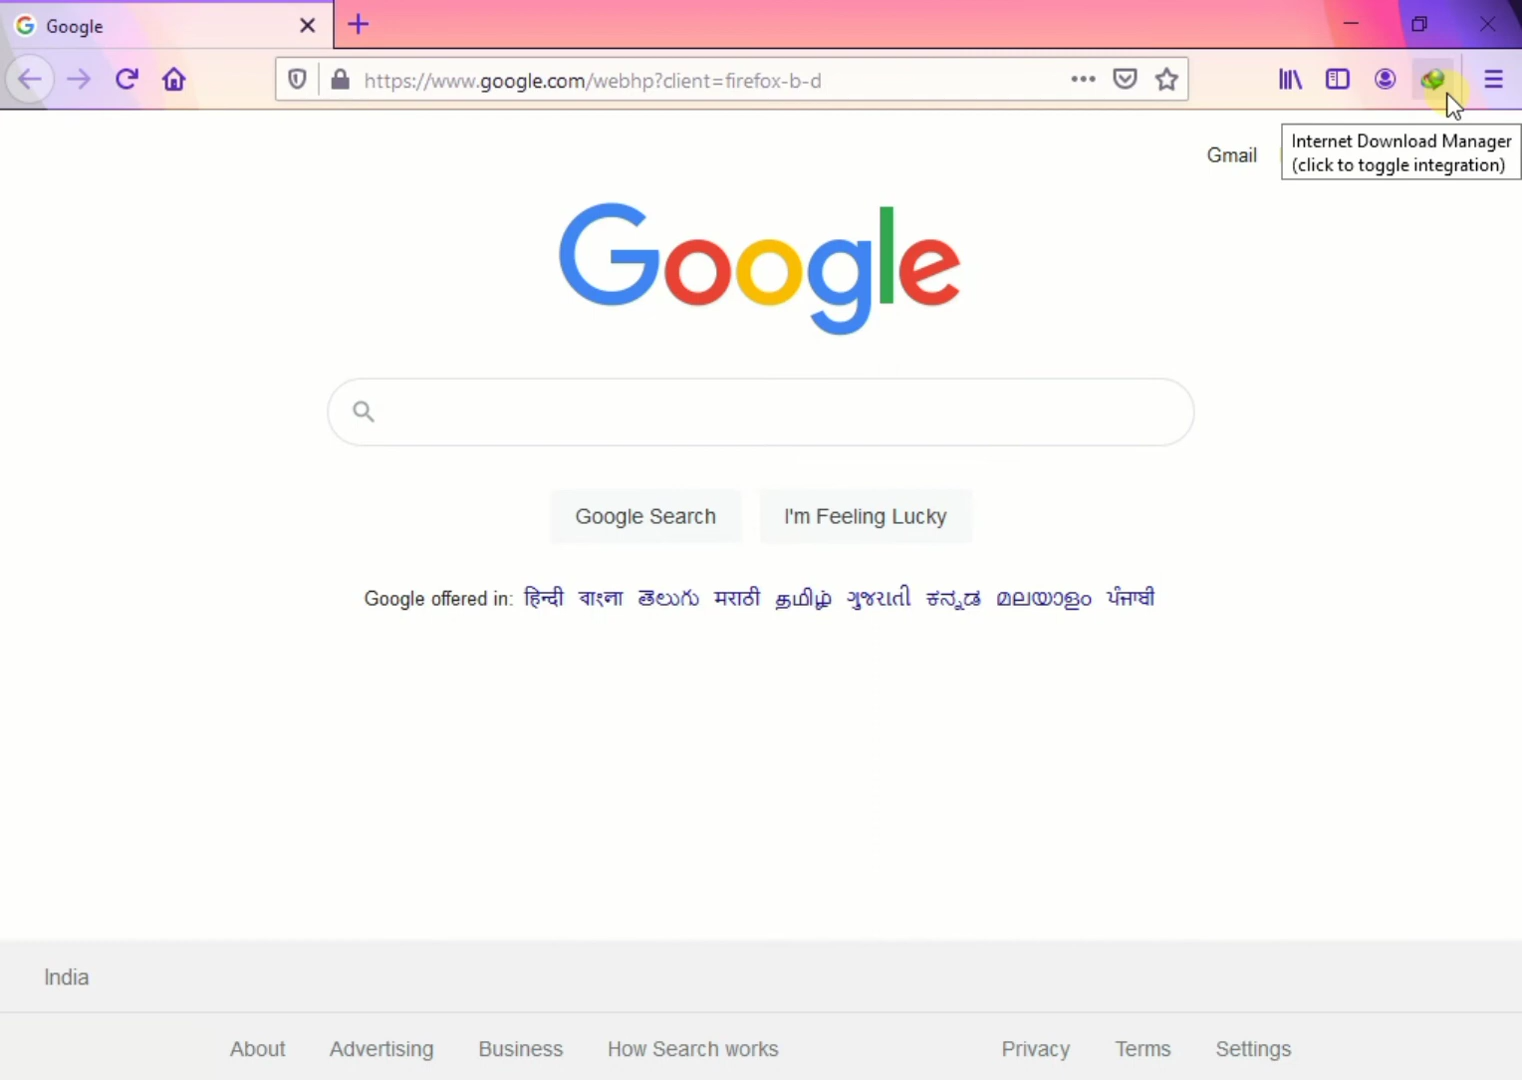 Google
https://www.google.com/webhp?client=firefox-b-d
Internet Download Manager
(click to toggle integration)
Gmail
Google
Google Search
I'm Feeling Lucky
Google offered in: हिन्दी বাংলা తెలుగు मराठी தமிழ் ગુજરાતી ಕನ್ನಡ മലയാളം ਪੰਜਾਬੀ
India
About Advertising Business How Search works Privacy Terms Settings